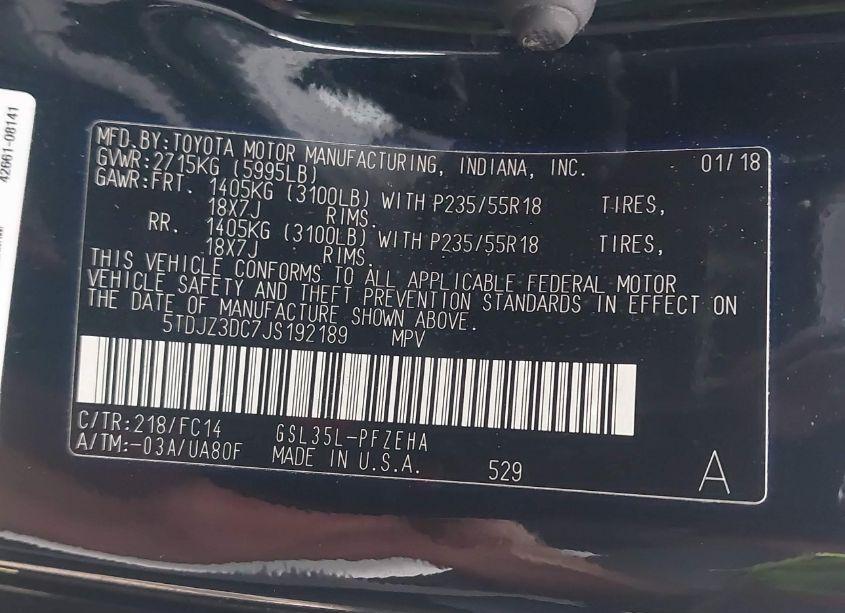 42661-08141
MFD.BY:TOYOTA MOTOR MANUFACTURING, INDIANA, INC. 01/18
GVWR:2715KG (5995LB)
GAWR:FRT. 1405KG (3100LB) WITH P235/55R18 TIRES,
18X7J RIMS.
RR. 1405KG (3100LB) WITH P235/55R18 TIRES,
18X7J RIMS.
THIS VEHICLE CONFORMS TO ALL APPLICABLE FEDERAL MOTOR
VEHICLE SAFETY AND THEFT PREVENTION STANDARDS IN EFFECT ON
THE DATE OF MANUFACTURE SHOWN ABOVE.
5TDJZ3DC7JS192189 MPV
C/TR:218/FC14 GSL35L-PFZEHA
A/TM:-03A/UA80F MADE IN U.S.A. 529 A